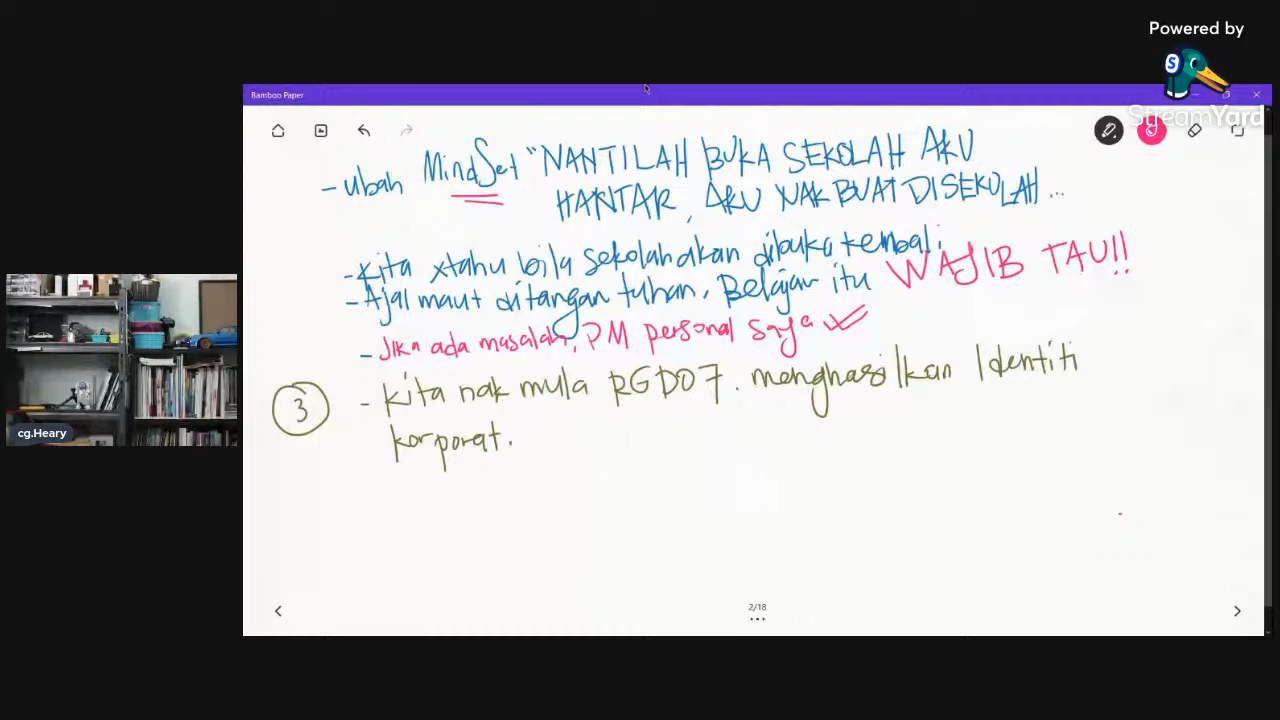 Powered by
StreamYard
Bamboo Paper
- Ubah MindSet "NANTILAH BUKA SEKOLAH AKU
HANTAR, AKU NAK BUAT DISEKOLAH ...
- Kita xtahu bila sekolah akan dibuka kembali.
- Ajal maut ditangan tuhan. Belajar itu WAJIB TAU!!
- Jika ada masalah, PM personal saya
3 - Kita nak mula RGD07. menghasilkan Identiti
korporat.
cg.Heary
2/18